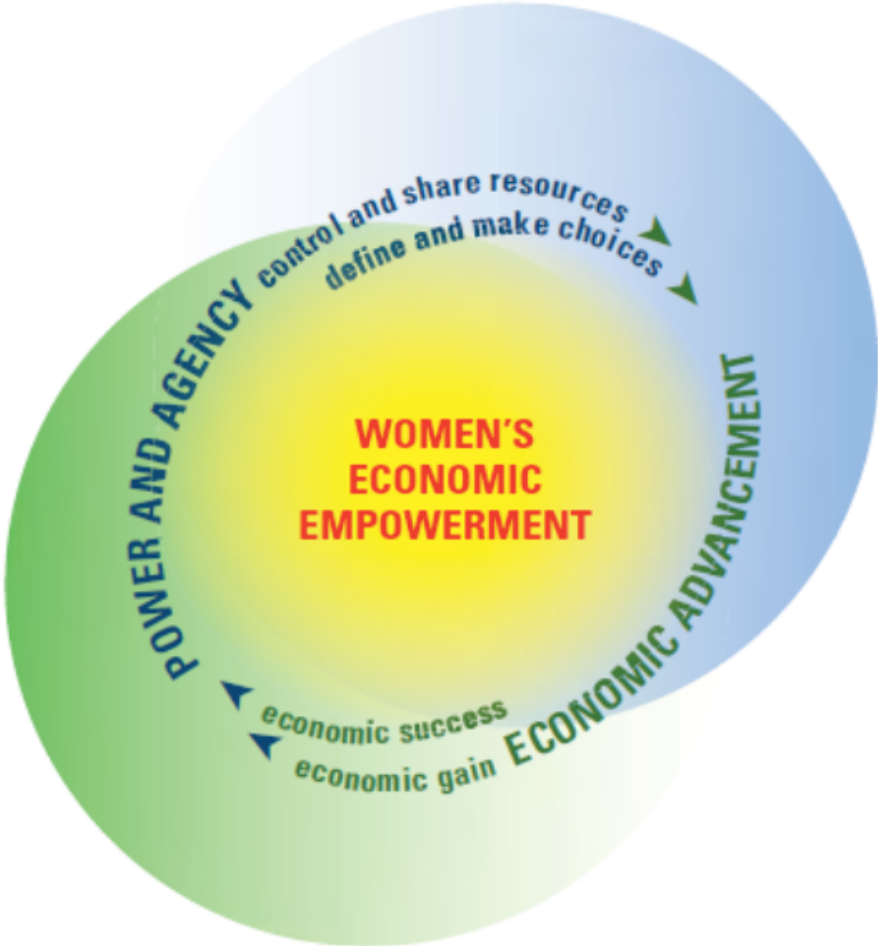 POWER AND AGENCY
control and share resources
define and make choices
WOMEN'S
ECONOMIC
EMPOWERMENT
ECONOMIC ADVANCEMENT
economic success
economic gain